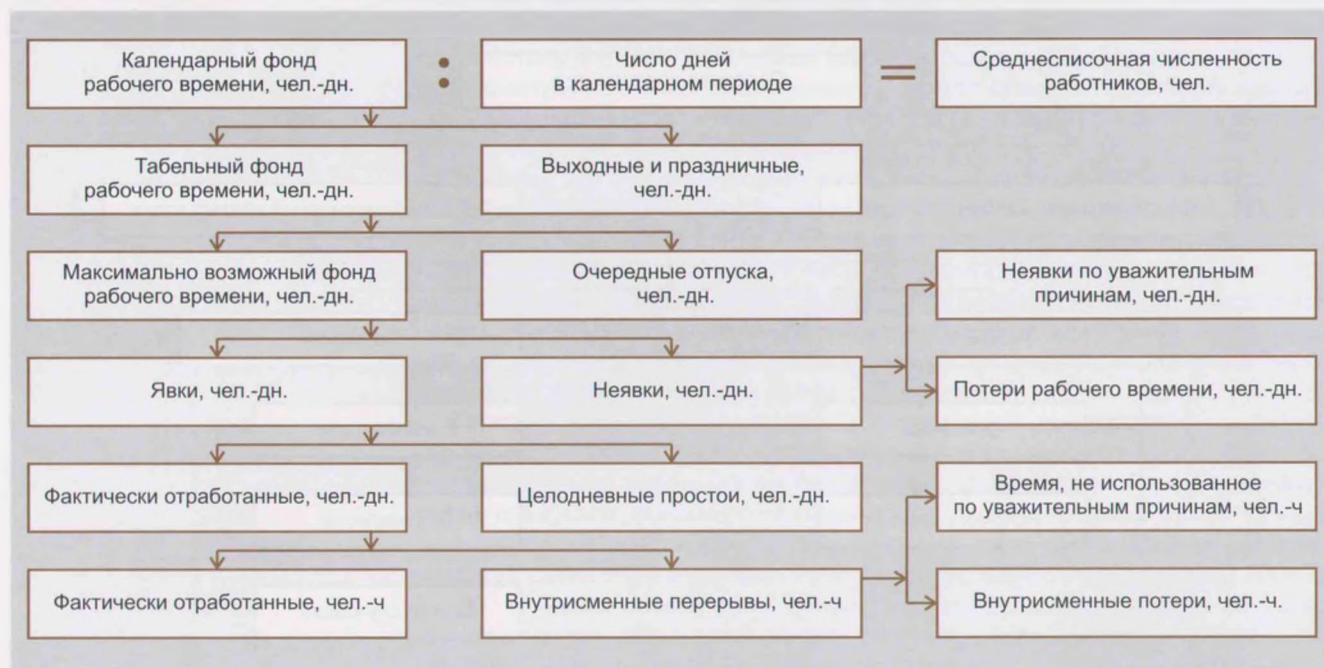 Календарный фонд
рабочего времени, чел.-дн.
:
Число дней
в календарном периоде
=
Среднесписочная численность
работников, чел.
Табельный фонд
рабочего времени, чел.-дн.
Выходные и праздничные,
чел.-дн.
Максимально возможный фонд
рабочего времени, чел.-дн.
Очередные отпуска,
чел.-дн.
Неявки по уважительным
причинам, чел.-дн.
Явки, чел.-дн.
Неявки, чел.-дн.
Потери рабочего времени, чел.-дн.
Фактически отработанные, чел.-дн.
Целодневные простои, чел.-дн.
Время, не использованное
по уважительным причинам, чел.-ч
Фактически отработанные, чел.-ч
Внутрисменные перерывы, чел.-ч
Внутрисменные потери, чел.-ч.